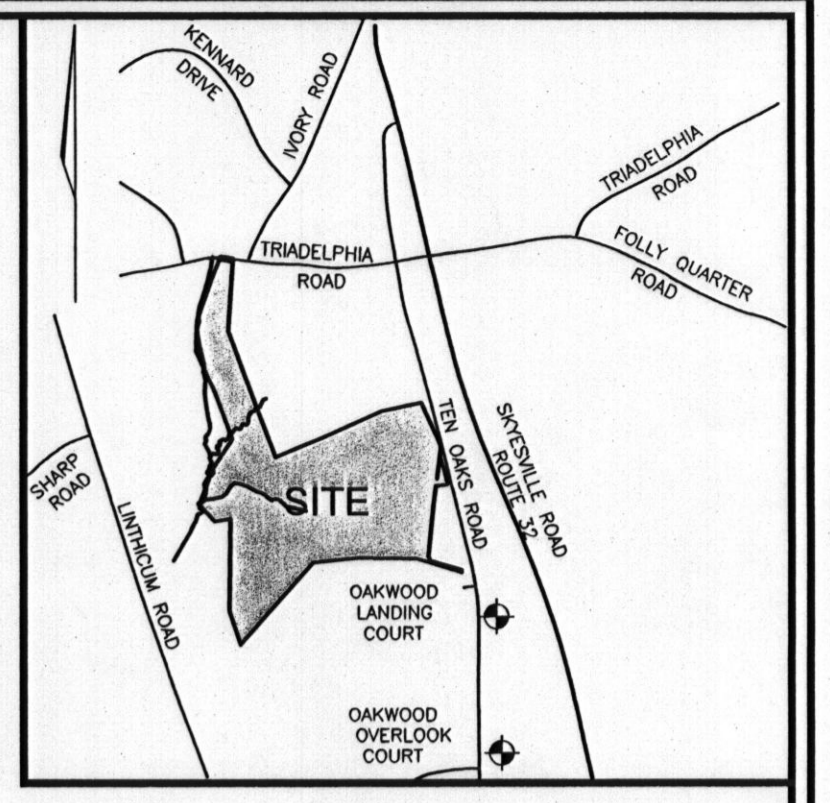 KENNARD
DRIVE
IVORY ROAD
TRIADELPHIA
ROAD
TRIADELPHIA
ROAD
FOLLY QUARTER
ROAD
SHARP
ROAD
LINTHICUM ROAD
SITE
TEN OAKS ROAD
SKYESVILLE ROAD
ROUTE 32
OAKWOOD
LANDING
COURT
OAKWOOD
OVERLOOK
COURT